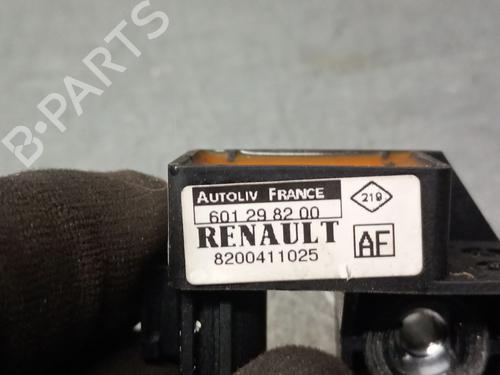 B-PARTS
AUTOLIV FRANCE
601 29 82 00
219
RENAULT
AF
8200411025